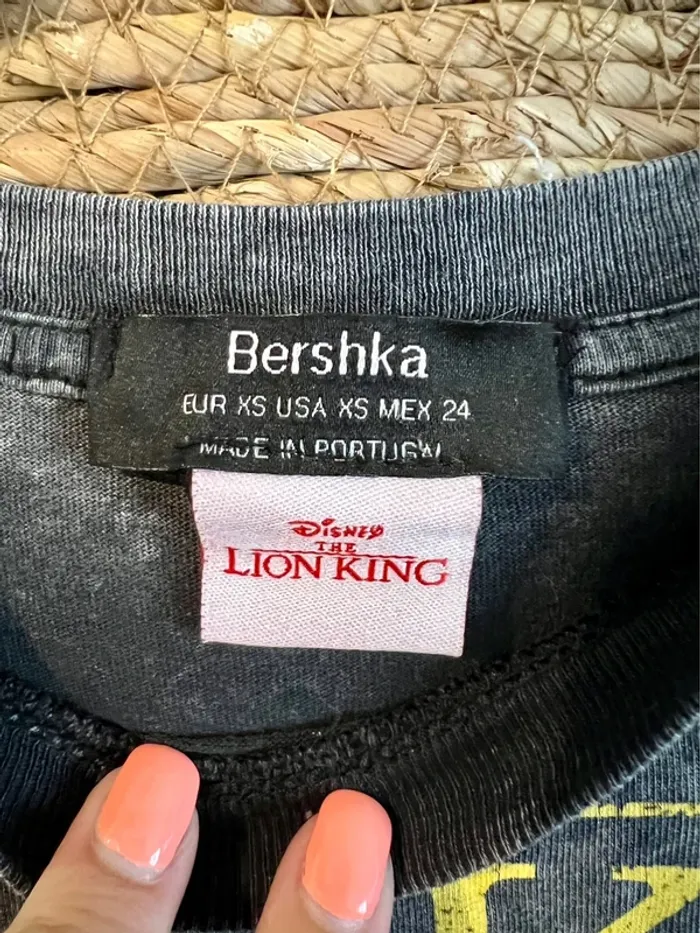 Bershka
EUR XS USA XS MEX 24
MADE IN PORTUGAL
Disney
THE
LION KING